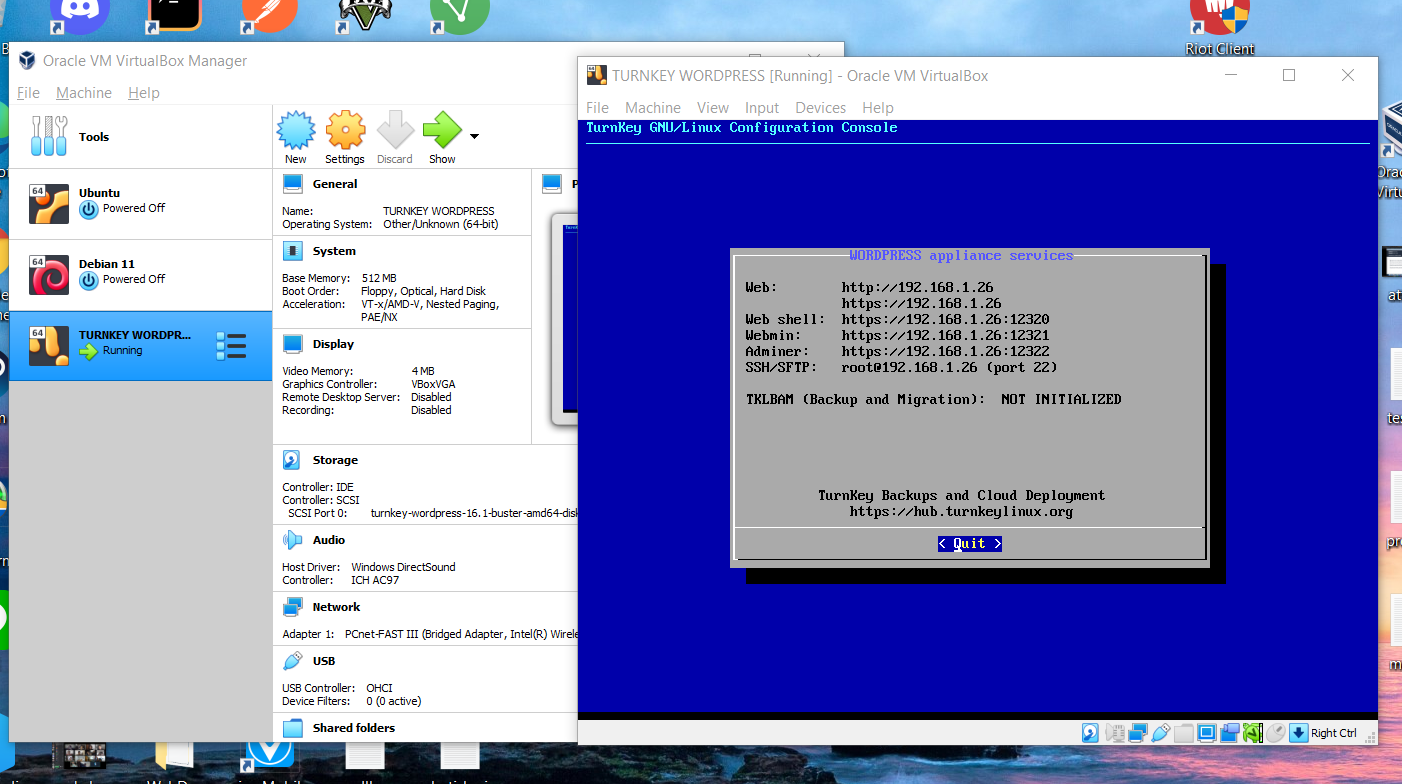 Riot Client
Oracle VM VirtualBox Manager
File Machine Help
Tools
New Settings Discard Show
64
Ubuntu
Powered Off
64
Debian 11
Powered Off
64
TURNKEY WORDPR...
Running
General
Name: TURNKEY WORDPRESS
Operating System: Other/Unknown (64-bit)
System
Base Memory: 512 MB
Boot Order: Floppy, Optical, Hard Disk
Acceleration: VT-x/AMD-V, Nested Paging,
PAE/NX
Display
Video Memory: 4 MB
Graphics Controller: VBoxVGA
Remote Desktop Server: Disabled
Recording: Disabled
Storage
Controller: IDE
Controller: SCSI
SCSI Port 0: turnkey-wordpress-16.1-buster-amd64-disk
Audio
Host Driver: Windows DirectSound
Controller: ICH AC97
Network
Adapter 1: PCnet-FAST III (Bridged Adapter, Intel(R) Wirele
USB
USB Controller: OHCI
Device Filters: 0 (0 active)
Shared folders
64
TURNKEY WORDPRESS [Running] - Oracle VM VirtualBox
File Machine View Input Devices Help
TurnKey GNU/Linux Configuration Console
WORDPRESS appliance services
Web: http://192.168.1.26
https://192.168.1.26
Web shell: https://192.168.1.26:12320
Webmin: https://192.168.1.26:12321
Adminer: https://192.168.1.26:12322
SSH/SFTP: root@192.168.1.26 (port 22)
TKLBAM (Backup and Migration): NOT INITIALIZED
TurnKey Backups and Cloud Deployment
https://hub.turnkeylinux.org
< Quit >
Right Ctrl